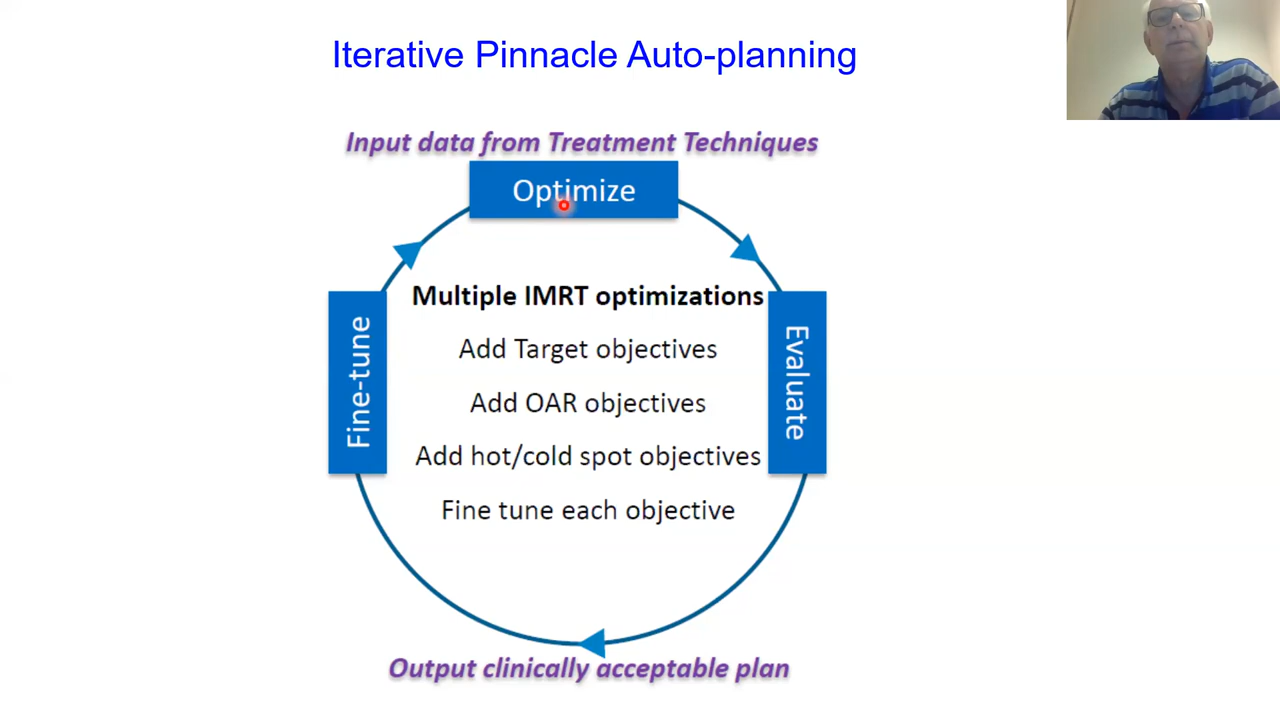 Iterative Pinnacle Auto-planning
Input data from Treatment Techniques
Optimize
Multiple IMRT optimizations
Add Target objectives
Add OAR objectives
Add hot/cold spot objectives
Fine tune each objective
Fine-tune
Evaluate
Output clinically acceptable plan